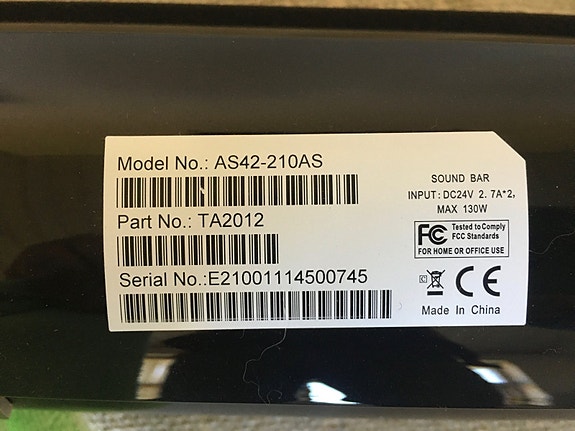 Model No.: AS42-210AS
Part No.: TA2012
Serial No.:E21001114500745
SOUND BAR
INPUT: DC24V 2. 7A*2,
MAX 130W
FC Tested to Comply
FCC Standards
FOR HOME OR OFFICE USE
CE
Made In China